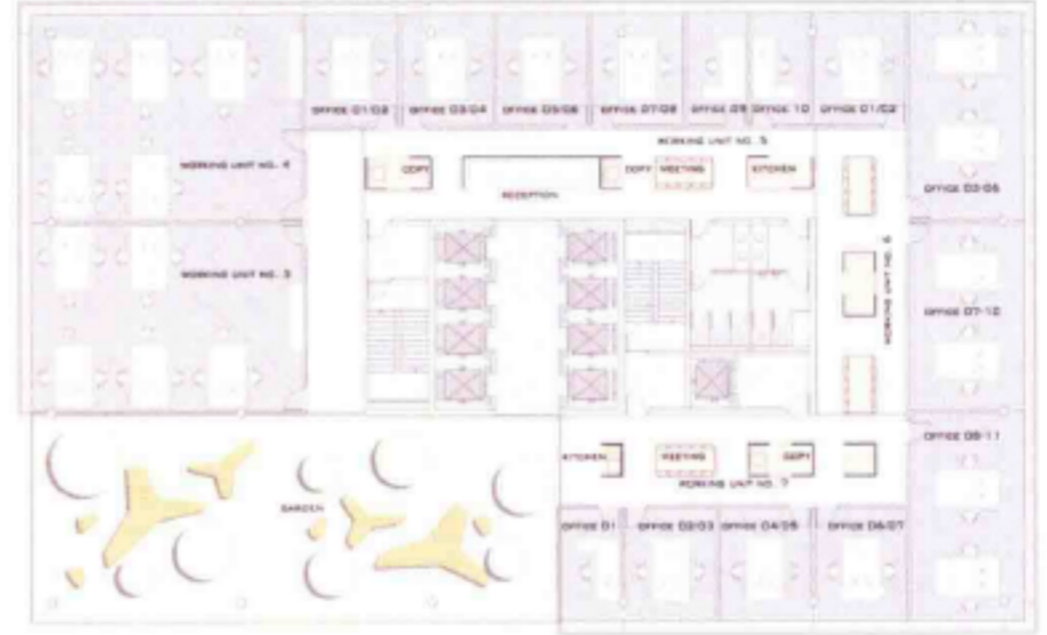 OFFICE 01/02
OFFICE 03/04
OFFICE 05/06
OFFICE 07/08
OFFICE 09
OFFICE 10
OFFICE 01/02
WORKING UNIT NO. 5
WORKING UNIT NO. 4
COPY
COPY
MEETING
KITCHEN
RECEPTION
OFFICE 03-06
WORKING UNIT NO. 3
WORKING UNIT NO. 6
OFFICE 07-10
OFFICE 08-11
KITCHEN
MEETING
COPY
WORKING UNIT NO. 7
GARDEN
OFFICE 01
OFFICE 02/03
OFFICE 04/05
OFFICE 06/07